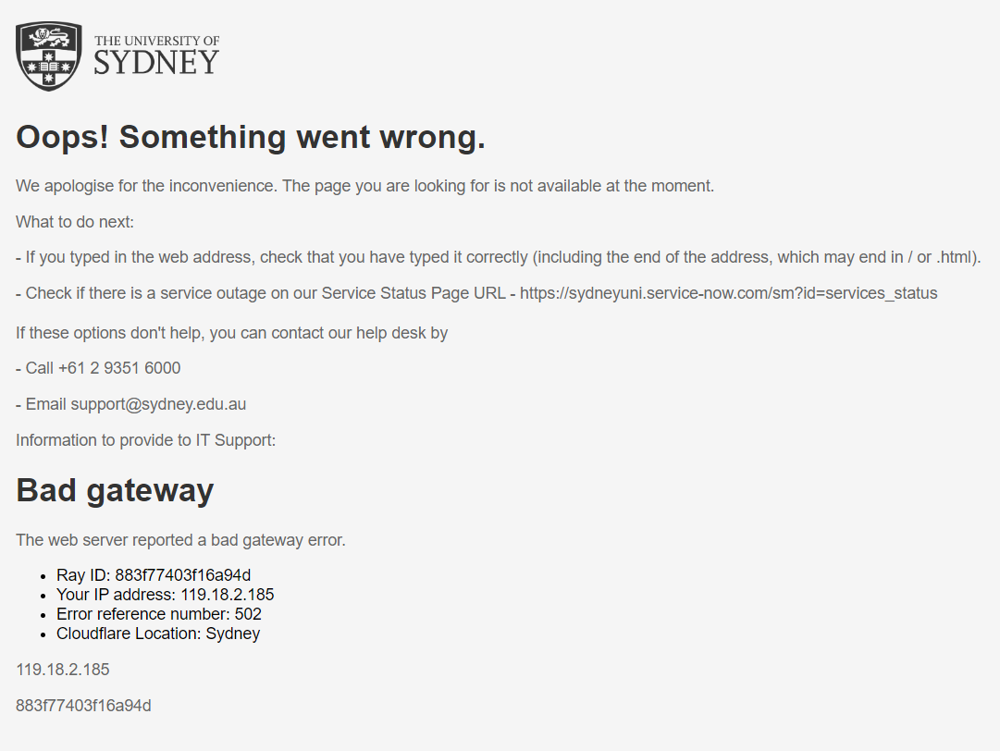 THE UNIVERSITY OF
SYDNEY
Oops! Something went wrong.
We apologise for the inconvenience. The page you are looking for is not available at the moment.
What to do next:
- If you typed in the web address, check that you have typed it correctly (including the end of the address, which may end in / or .html).
- Check if there is a service outage on our Service Status Page URL - https://sydneyuni.service-now.com/sm?id=services_status
If these options don't help, you can contact our help desk by
- Call +61 2 9351 6000
- Email support@sydney.edu.au
Information to provide to IT Support:
Bad gateway
The web server reported a bad gateway error.
• Ray ID: 883f77403f16a94d
• Your IP address: 119.18.2.185
• Error reference number: 502
• Cloudflare Location: Sydney
119.18.2.185
883f77403f16a94d